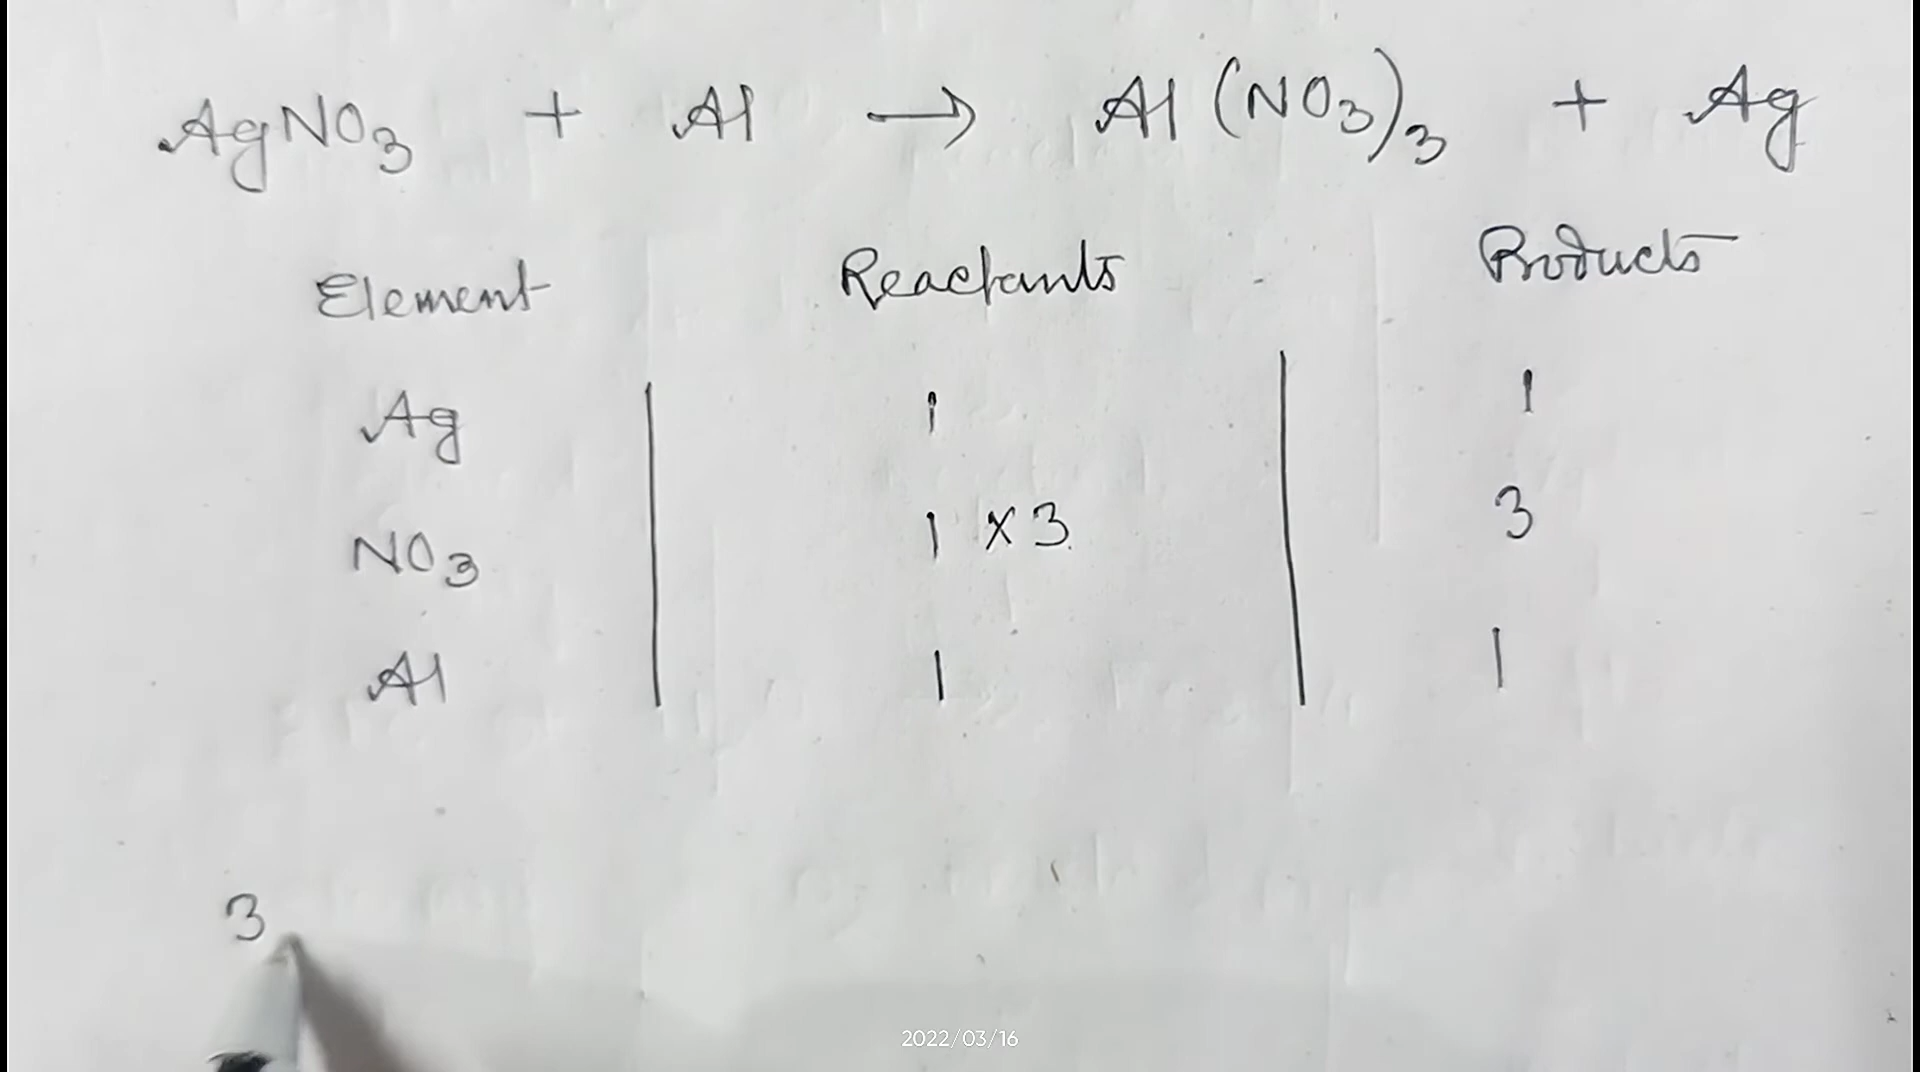 AgNO3 + Al → Al(NO3)3 + Ag
Element Reactants Products
Ag 1 1
NO3 1 x 3 3
Al 1 1
3
2022/03/16